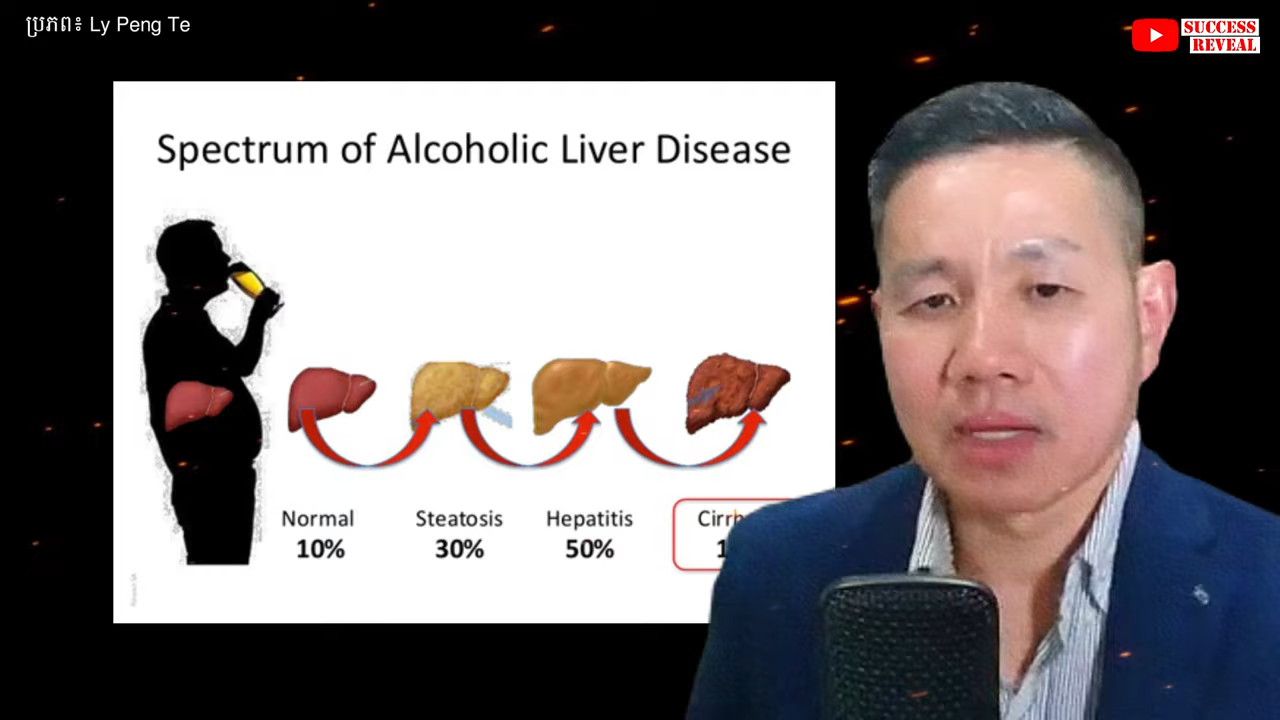 ប្រភព៖ Ly Peng Te
SUCCESS
REVEAL
Spectrum of Alcoholic Liver Disease
Normal Steatosis Hepatitis
10% 30% 50%